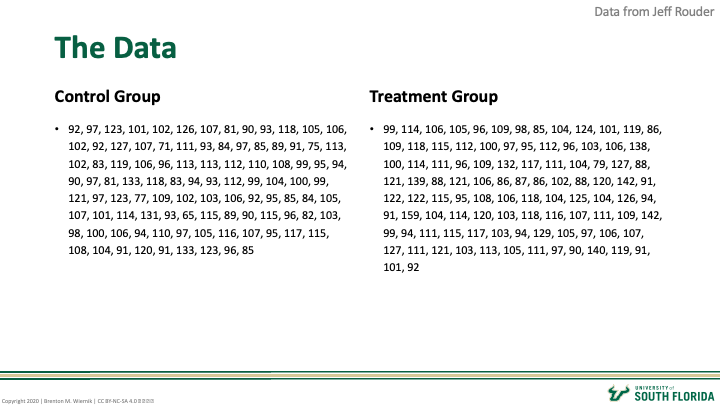 Data from Jeff Rouder
The Data
Control Group
• 92, 97, 123, 101, 102, 126, 107, 81, 90, 93, 118, 105, 106,
102, 92, 127, 107, 71, 111, 93, 84, 97, 85, 89, 91, 75, 113,
102, 83, 119, 106, 96, 113, 113, 112, 110, 108, 99, 95, 94,
90, 97, 81, 133, 118, 83, 94, 93, 112, 99, 104, 100, 99,
121, 97, 123, 77, 109, 102, 103, 106, 92, 95, 85, 84, 105,
107, 101, 114, 131, 93, 65, 115, 89, 90, 115, 96, 82, 103,
98, 100, 106, 94, 110, 97, 105, 116, 107, 95, 117, 115,
108, 104, 91, 120, 91, 133, 123, 96, 85
Treatment Group
• 99, 114, 106, 105, 96, 109, 98, 85, 104, 124, 101, 119, 86,
109, 118, 115, 112, 100, 97, 95, 112, 96, 103, 106, 138,
100, 114, 111, 96, 109, 132, 117, 111, 104, 79, 127, 88,
121, 139, 88, 121, 106, 86, 87, 86, 102, 88, 120, 142, 91,
122, 122, 115, 95, 108, 106, 118, 104, 125, 104, 126, 94,
91, 159, 104, 114, 120, 103, 118, 116, 107, 111, 109, 142,
99, 94, 111, 115, 117, 103, 94, 129, 105, 97, 106, 107,
127, 111, 121, 103, 113, 105, 111, 97, 90, 140, 119, 91,
101, 92
Copyright 2020 | Brenton M. Wiernik | CC BY-NC-SA 4.0
UNIVERSITY of
SOUTH FLORIDA